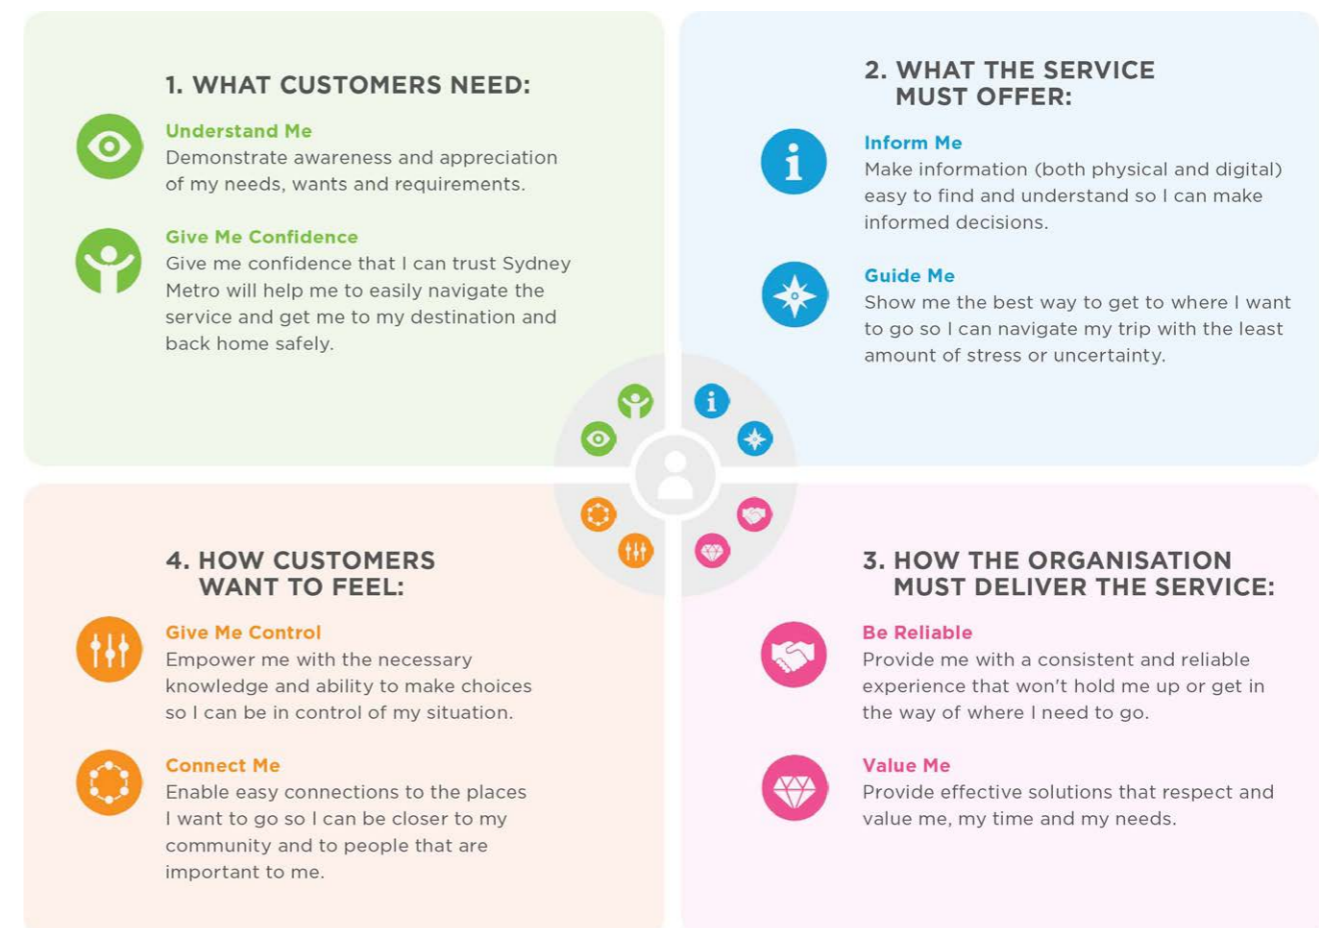 1. WHAT CUSTOMERS NEED:
Understand Me
Demonstrate awareness and appreciation
of my needs, wants and requirements.
Give Me Confidence
Give me confidence that I can trust Sydney
Metro will help me to easily navigate the
service and get me to my destination and
back home safely.
2. WHAT THE SERVICE
MUST OFFER:
Inform Me
Make information (both physical and digital)
easy to find and understand so I can make
informed decisions.
Guide Me
Show me the best way to get to where I want
to go so I can navigate my trip with the least
amount of stress or uncertainty.
3. HOW THE ORGANISATION
MUST DELIVER THE SERVICE:
Be Reliable
Provide me with a consistent and reliable
experience that won't hold me up or get in
the way of where I need to go.
Value Me
Provide effective solutions that respect and
value me, my time and my needs.
4. HOW CUSTOMERS
WANT TO FEEL:
Give Me Control
Empower me with the necessary
knowledge and ability to make choices
so I can be in control of my situation.
Connect Me
Enable easy connections to the places
I want to go so I can be closer to my
community and to people that are
important to me.